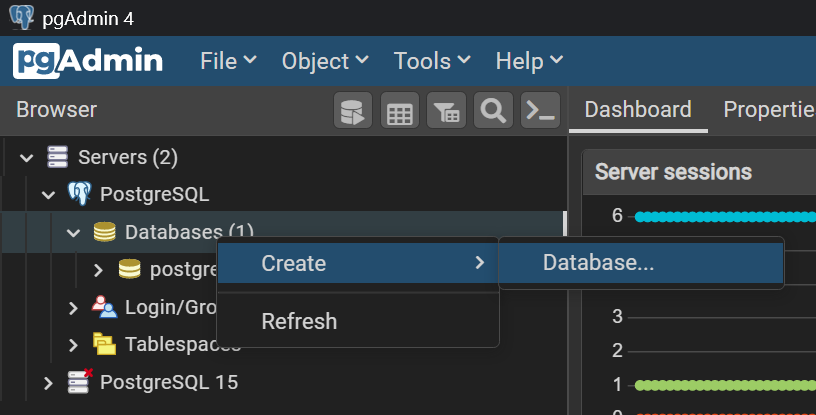 pgAdmin 4
pgAdmin File Object Tools Help
Browser Dashboard Propertie
Servers (2)
Server sessions
PostgreSQL
6
Databases (1)
postgre
Create
Database...
Login/Gro
Refresh
3
Tablespaces
2
PostgreSQL 15
1